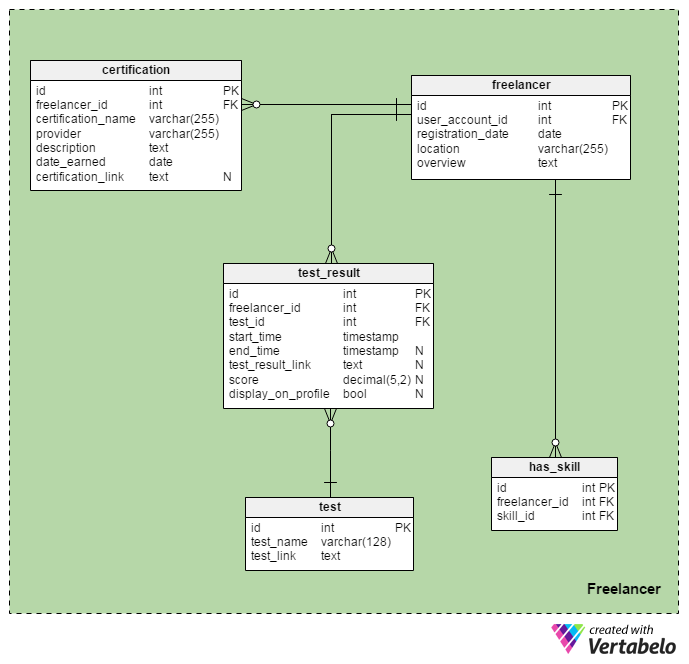 certification
id int PK
freelancer_id int FK
certification_name varchar(255)
provider varchar(255)
description text
date_earned date
certification_link text N
freelancer
id int PK
user_account_id int FK
registration_date date
location varchar(255)
overview text
test_result
id int PK
freelancer_id int FK
test_id int FK
start_time timestamp
end_time timestamp N
test_result_link text N
score decimal(5,2) N
display_on_profile bool N
has_skill
id int PK
freelancer_id int FK
skill_id int FK
test
id int PK
test_name varchar(128)
test_link text
Freelancer
created with
Vertabelo